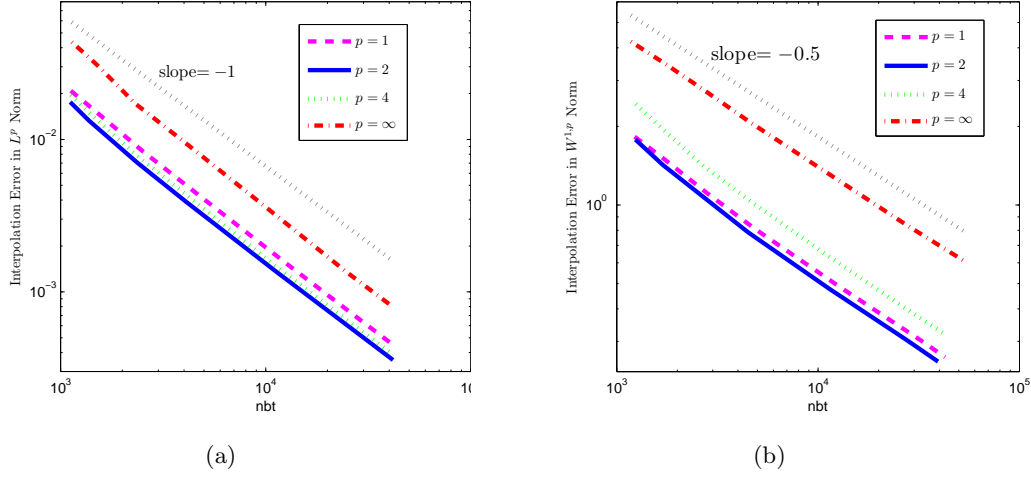 Interpolation Error in $L^p$ Norm
10^{-2}
10^{-3}
slope= −1
p = 1
p = 2
p = 4
p = ∞
10^3
10^4
10
nbt
(a)
Interpolation Error in $W^{1,p}$ Norm
10^0
slope= −0.5
p = 1
p = 2
p = 4
p = ∞
10^3
10^4
10^5
nbt
(b)